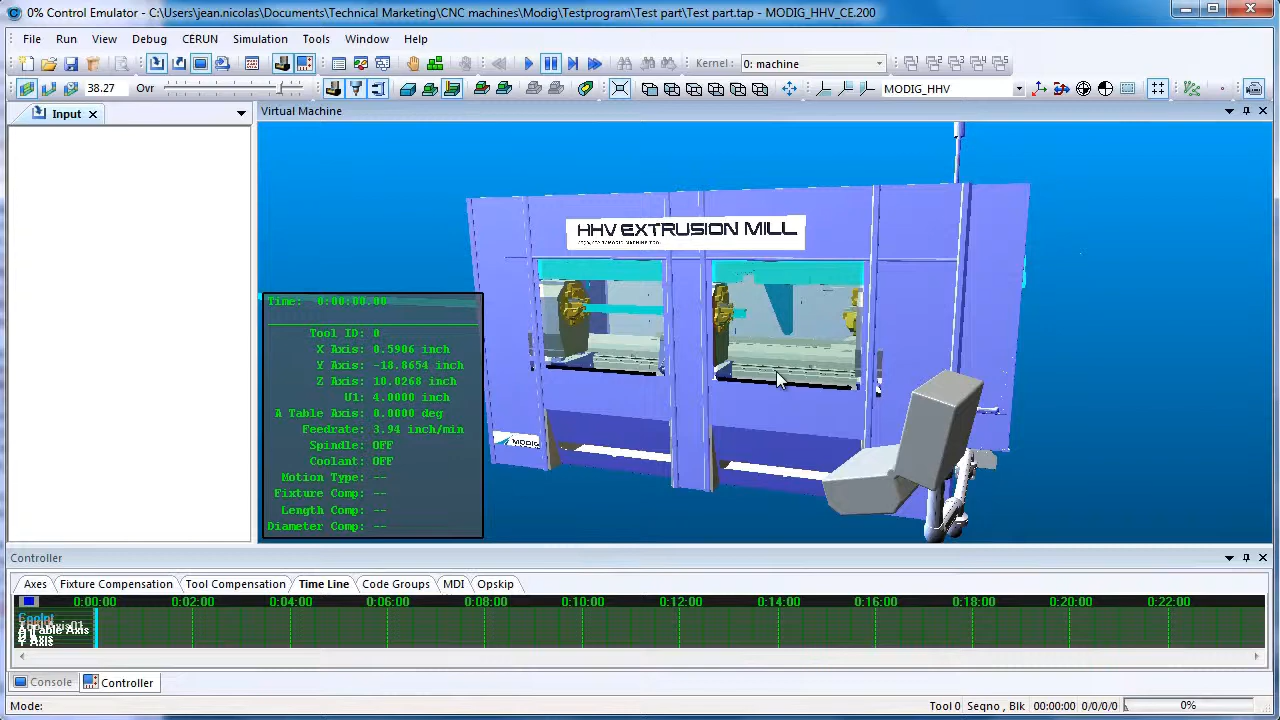 0% Control Emulator - C:\Users\jean.nicolas\Documents\Technical Marketing\CNC machines\Modig\Testprogram\Test part\Test part.tap - MODIG_HHV_CE.200
File Run View Debug CERUN Simulation Tools Window Help
Kernel: 0: machine
38.27 Ovr MODIG_HHV
Input
Virtual Machine
HHV EXTRUSION MILL
MODIG
Time: 0:00:00.00
Tool ID: 0
X Axis: 0.5906 inch
Y Axis: -18.8654 inch
Z Axis: 10.0268 inch
U1: 4.0000 inch
A Table Axis: 0.0000 deg
Feedrate: 3.94 inch/min
Spindle: OFF
Coolant: OFF
Motion Type: --
Fixture Comp: --
Length Comp: --
Diameter Comp: --
Controller
Axes Fixture Compensation Tool Compensation Time Line Code Groups MDI Opskip
0:00:00 0:02:00 0:04:00 0:06:00 0:08:00 0:10:00 0:12:00 0:14:00 0:16:00 0:18:00 0:20:00 0:22:00
A Table Axis
Y Axis
Console Controller
Mode: Tool 0 Seqno , Blk 00:00:00 0/0/0/0 0%